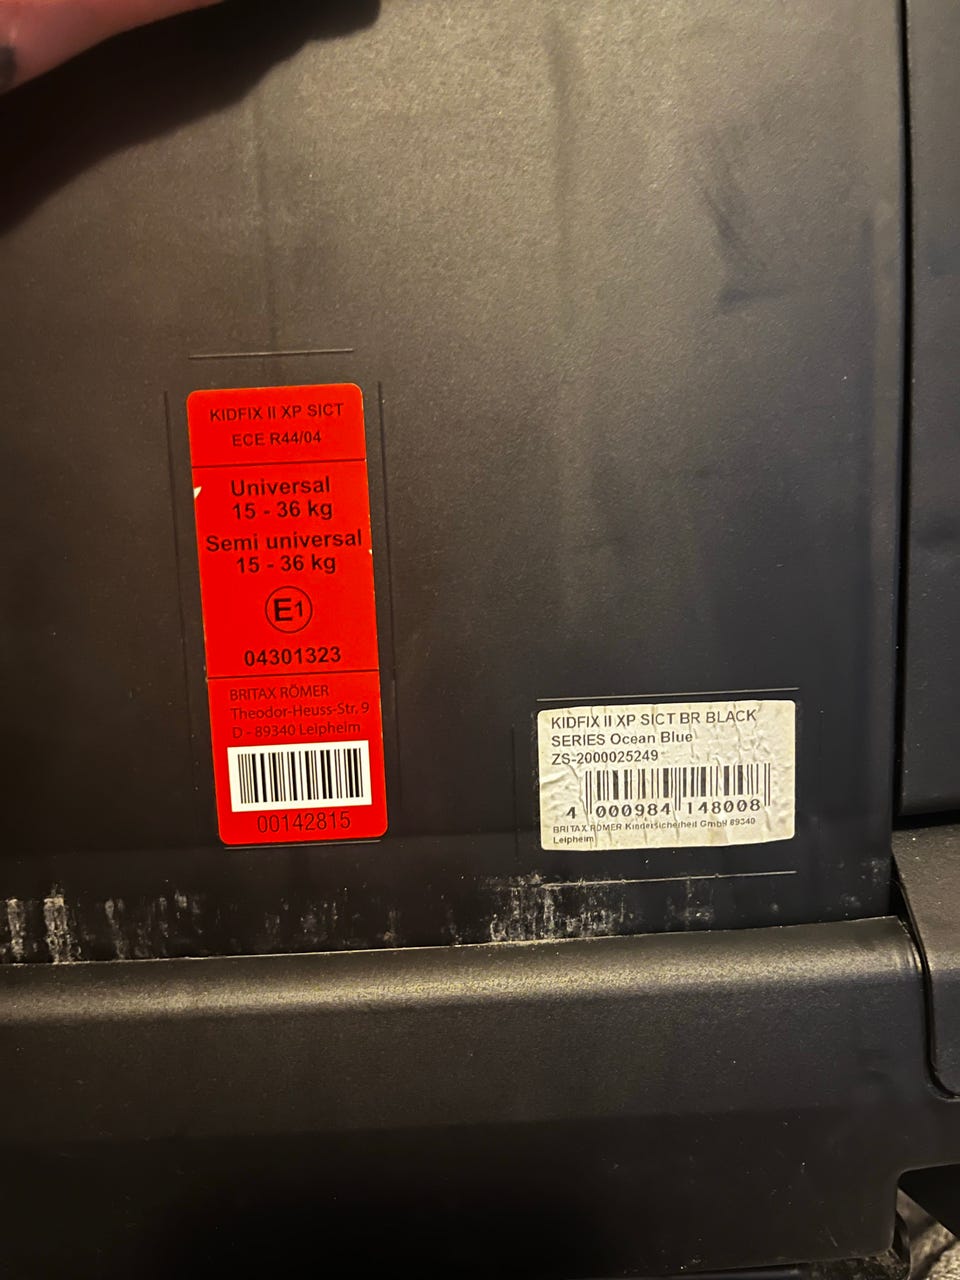 KIDFIX II XP SICT
ECE R44/04
Universal
15 - 36 kg
Semi universal
15 - 36 kg
E1
04301323
BRITAX RÖMER
Theodor-Heuss-Str. 9
D - 89340 Leipheim
00142815
KIDFIX II XP SICT BR BLACK
SERIES Ocean Blue
ZS-2000025249
4 000984 148008
BRITAX RÖMER Kindersicherheit GmbH 89340
Leipheim